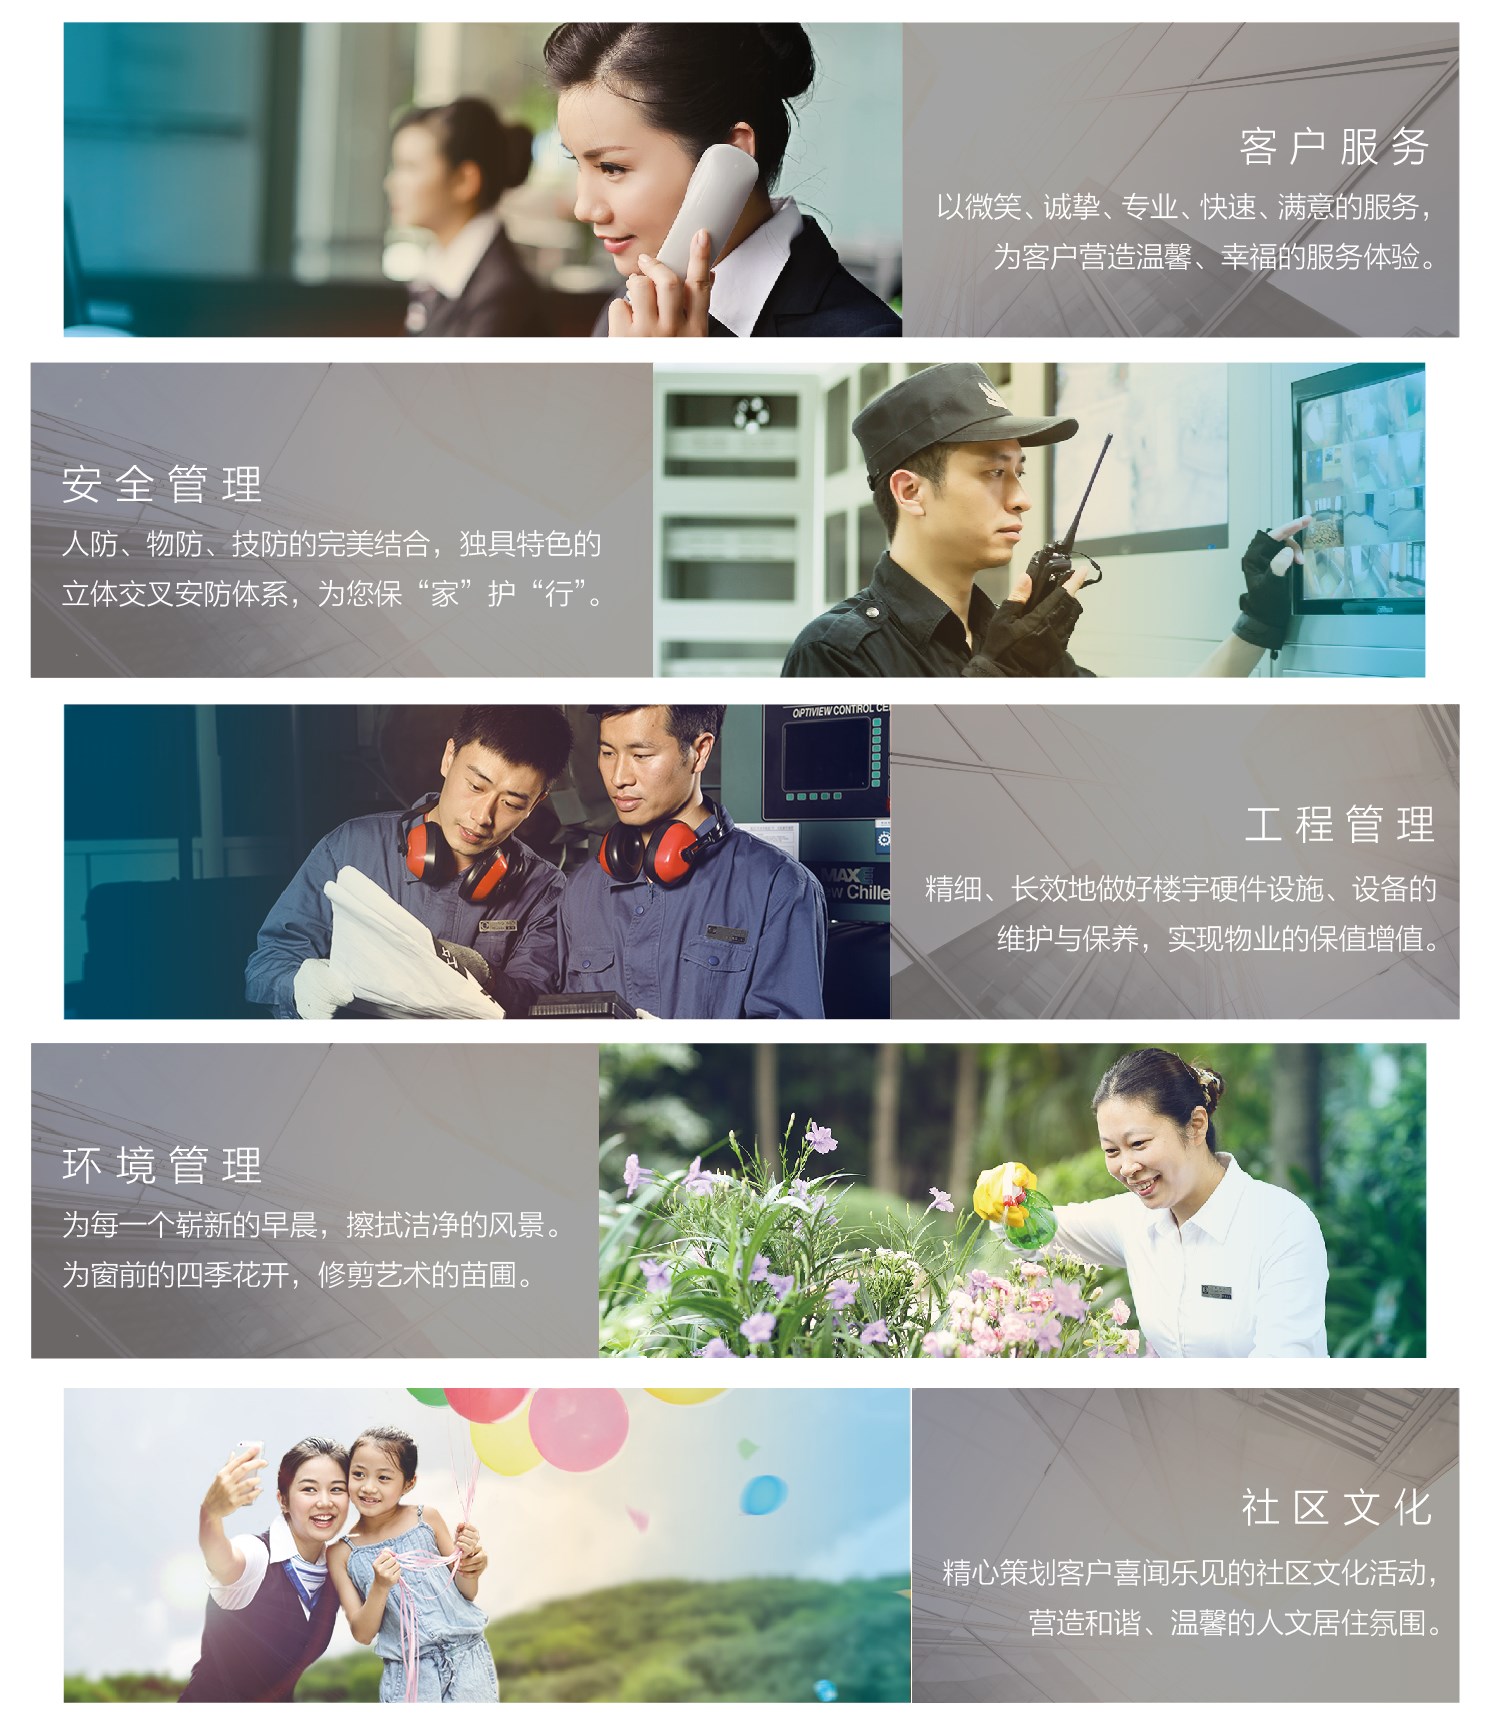 客户服务
以微笑、诚挚、专业、快速、满意的服务，
为客户营造温馨、幸福的服务体验。
安全管理
人防、物防、技防的完美结合，独具特色的
立体交叉安防体系，为您保“家”护“行”。
OPTIVIEW CONTROL CE
MAXE
ow Chille
工程管理
精细、长效地做好楼宇硬件设施、设备的
维护与保养，实现物业的保值增值。
环境管理
为每一个崭新的早晨，擦拭洁净的风景。
为窗前的四季花开，修剪艺术的苗圃。
社区文化
精心策划客户喜闻乐见的社区文化活动，
营造和谐、温馨的人文居住氛围。